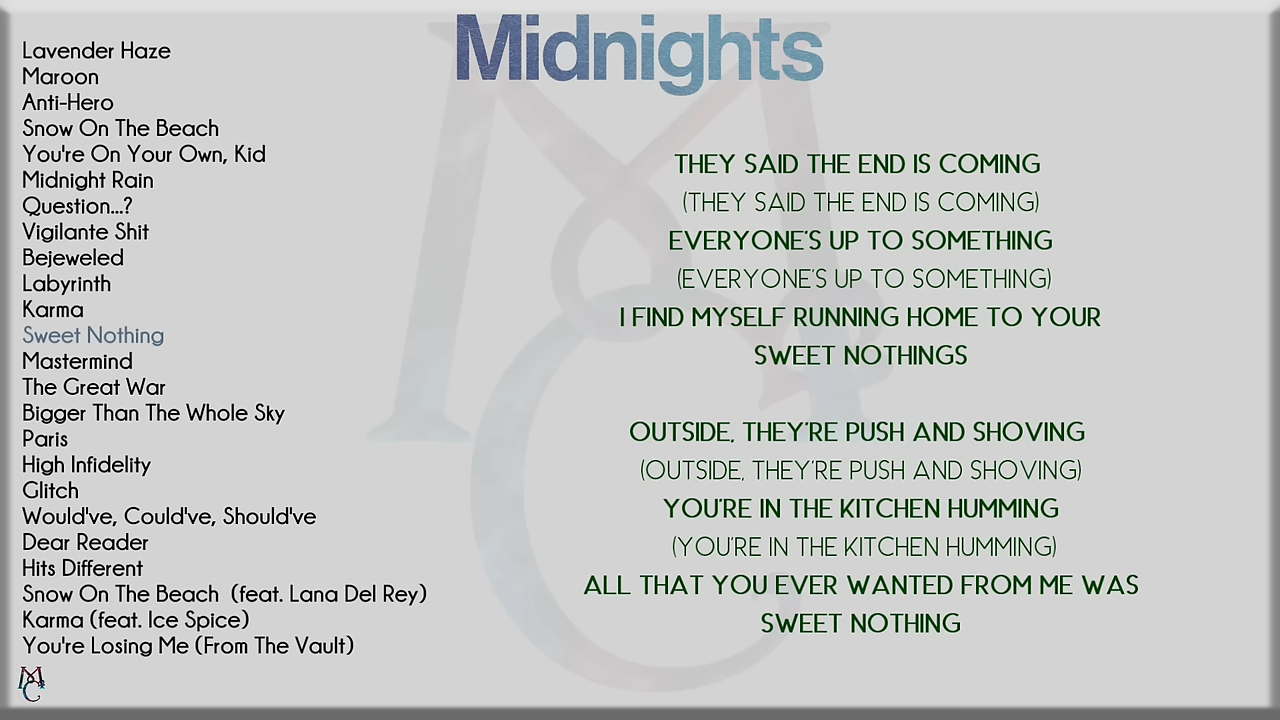 Midnights
Lavender Haze
Maroon
Anti-Hero
Snow On The Beach
You're On Your Own, Kid
Midnight Rain
Question...?
Vigilante Shit
Bejeweled
Labyrinth
Karma
Sweet Nothing
Mastermind
The Great War
Bigger Than The Whole Sky
Paris
High Infidelity
Glitch
Would've, Could've, Should've
Dear Reader
Hits Different
Snow On The Beach (feat. Lana Del Rey)
Karma (feat. Ice Spice)
You're Losing Me (From The Vault)
THEY SAID THE END IS COMING
(THEY SAID THE END IS COMING)
EVERYONE'S UP TO SOMETHING
(EVERYONE'S UP TO SOMETHING)
I FIND MYSELF RUNNING HOME TO YOUR
SWEET NOTHINGS
OUTSIDE, THEY'RE PUSH AND SHOVING
(OUTSIDE, THEY'RE PUSH AND SHOVING)
YOU'RE IN THE KITCHEN HUMMING
(YOU'RE IN THE KITCHEN HUMMING)
ALL THAT YOU EVER WANTED FROM ME WAS
SWEET NOTHING